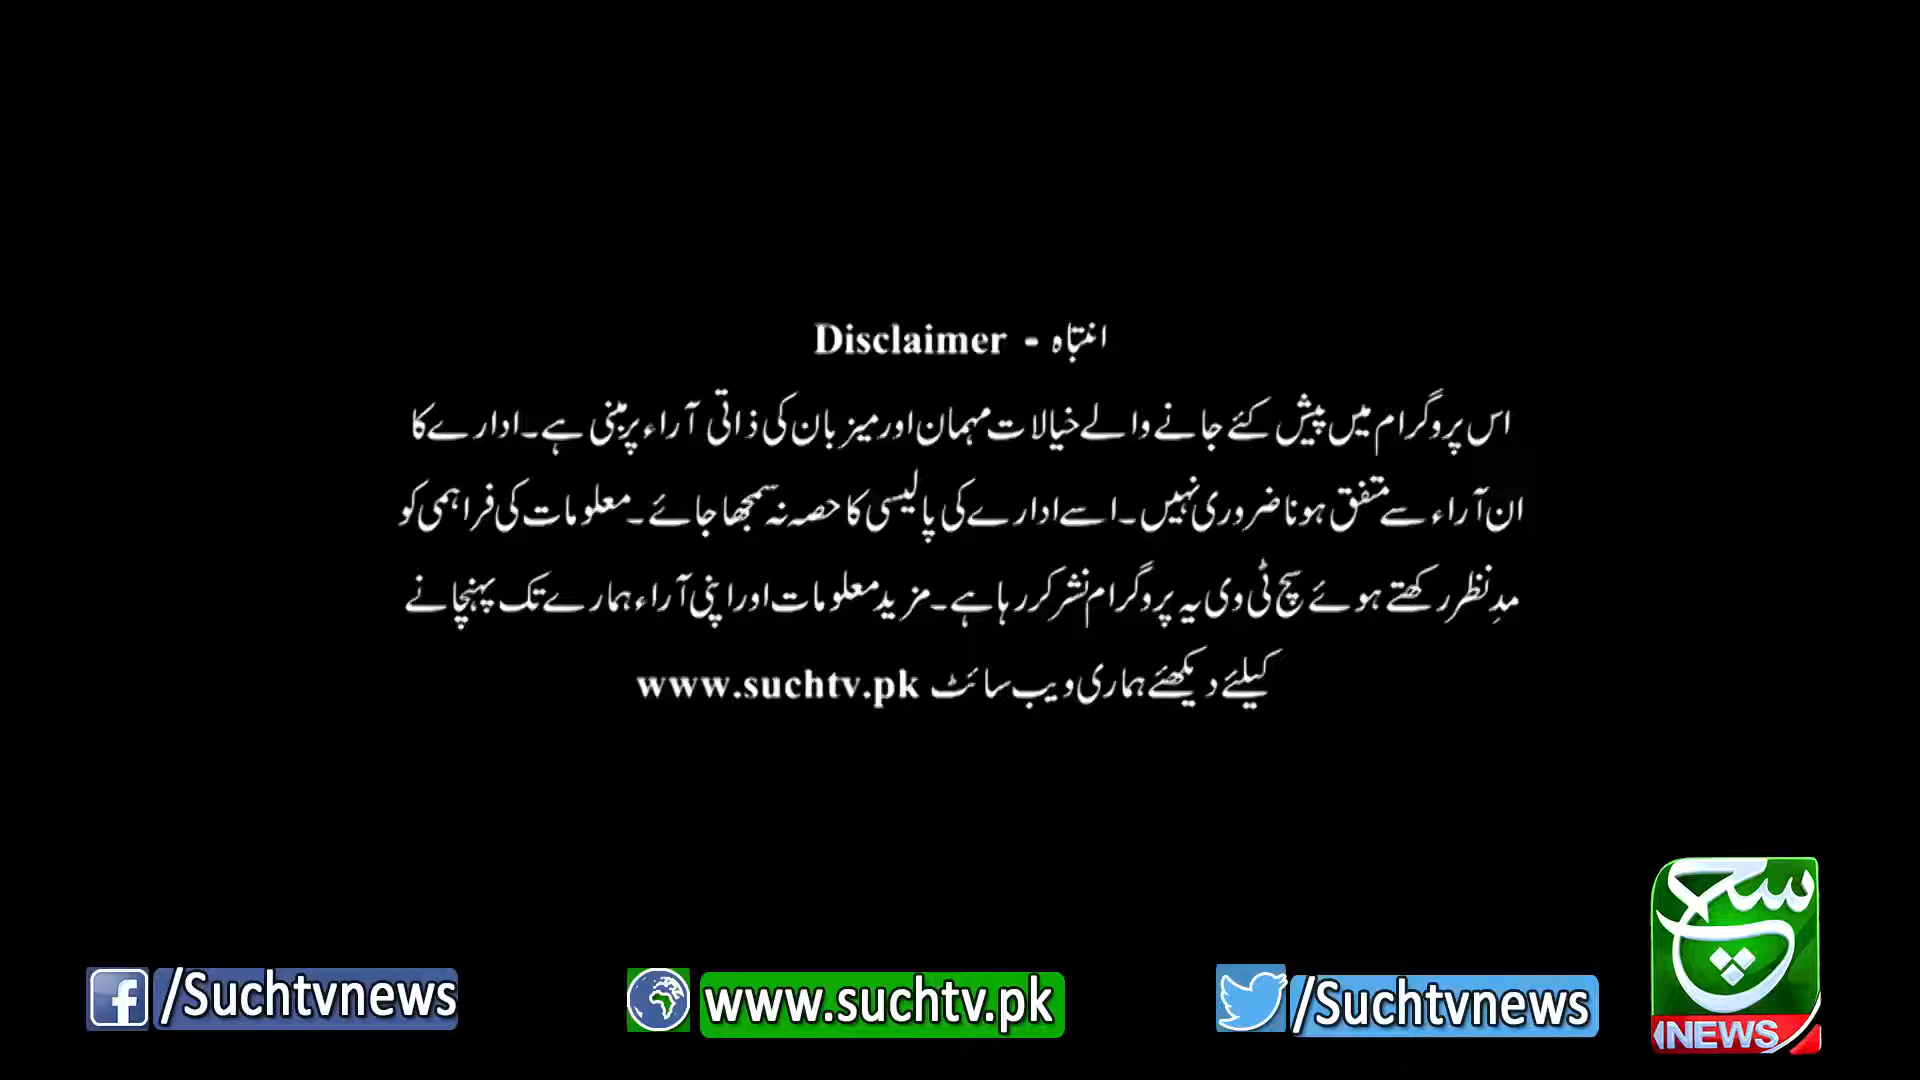 انتباہ - Disclaimer
اس پروگرام میں پیش کئے جانے والے خیالات مہمان اور میزبان کی ذاتی آراء پر مبنی ہے۔ ادارے کا
ان آراء سے متفق ہونا ضروری نہیں۔ اسے ادارے کی پالیسی کا حصہ نہ سمجھا جائے۔ معلومات کی فراہمی کو
مدِنظر رکھتے ہوئے سچ ٹی وی یہ پروگرام نشر کر رہا ہے۔ مزید معلومات اور اپنی آراء ہمارے تک پہنچانے
کیلئے دیکھئے ہماری ویب سائٹ www.suchtv.pk
/Suchtvnews
www.suchtv.pk
/Suchtvnews
سچ
NEWS